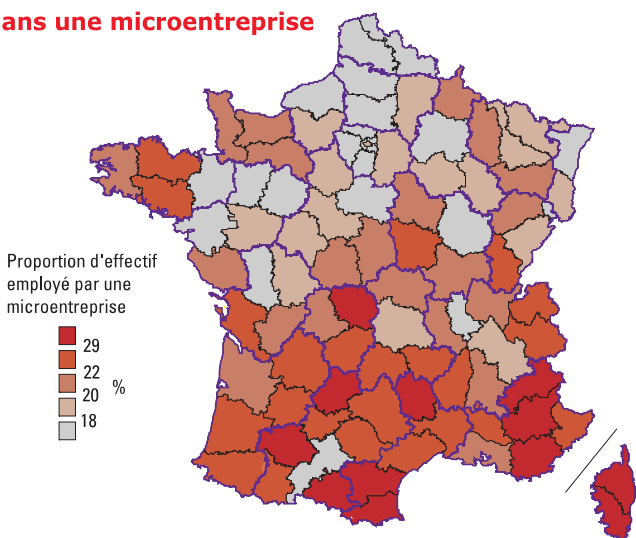 ans une microentreprise
Proportion d'effectif
employé par une
microentreprise
29
22
20 %
18